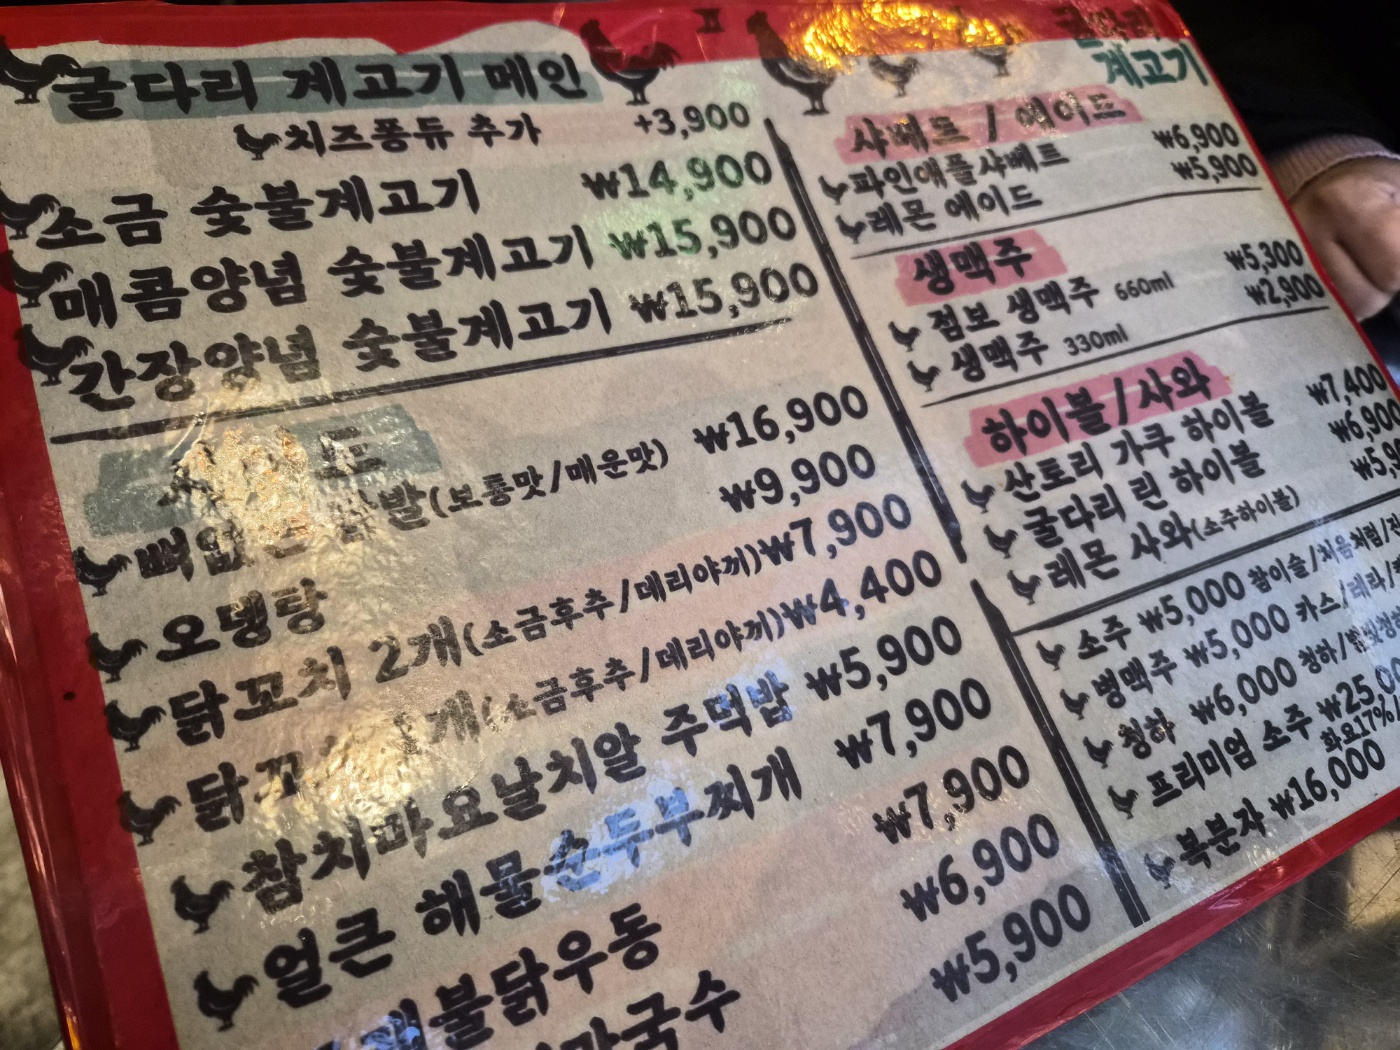 굴다리 계고기 메인
치즈퐁듀 추가 +3,900
소금 숯불계고기 ₩14,900
매콤양념 숯불계고기 ₩15,900
간장양념 숯불계고기 ₩15,900
(보통맛/매운맛) ₩16,900
오뎅탕 ₩9,900
닭꼬치 2개(소금후추/데리야끼) ₩7,900
닭꼬치 1개(소금후추/데리야끼) ₩4,400
참치마요날치알 주먹밥 ₩5,900
얼큰 해물순두부찌개 ₩7,900
₩7,900
₩6,900
₩5,900
계고기
샤베트 / 에이드
파인애플샤베트 ₩6,900
레몬 에이드 ₩5,900
생맥주
점보 생맥주 660ml ₩5,300
생맥주 330ml ₩2,900
하이볼/사와
산토리 가쿠 하이볼 ₩7,400
굴다리 린 하이볼 ₩6,900
레몬 사와(소주하이볼)
소주 ₩5,000 참이슬/처음처럼/
병맥주 ₩5,000 카스/테라/
청하 ₩6,000 청하/
프리미엄 소주
화요17%
복분자 ₩16,000